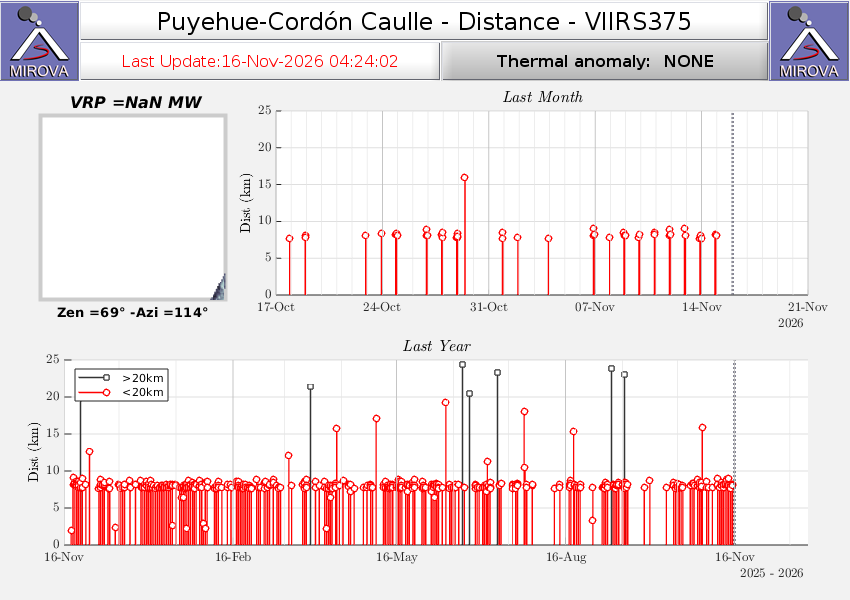 Puyehue-Cordón Caulle - Distance - VIIRS375
MIROVA
Last Update:16-Nov-2026 04:24:02
Thermal anomaly: NONE
MIROVA
VRP =NaN MW
Zen =69° -Azi =114°
Last Month
Dist (km)
25
20
15
10
5
0
17-Oct
24-Oct
31-Oct
07-Nov
14-Nov
21-Nov
2026
Last Year
Dist (km)
25
20
15
10
5
0
>20km
<20km
16-Nov
16-Feb
16-May
16-Aug
16-Nov
2025 - 2026